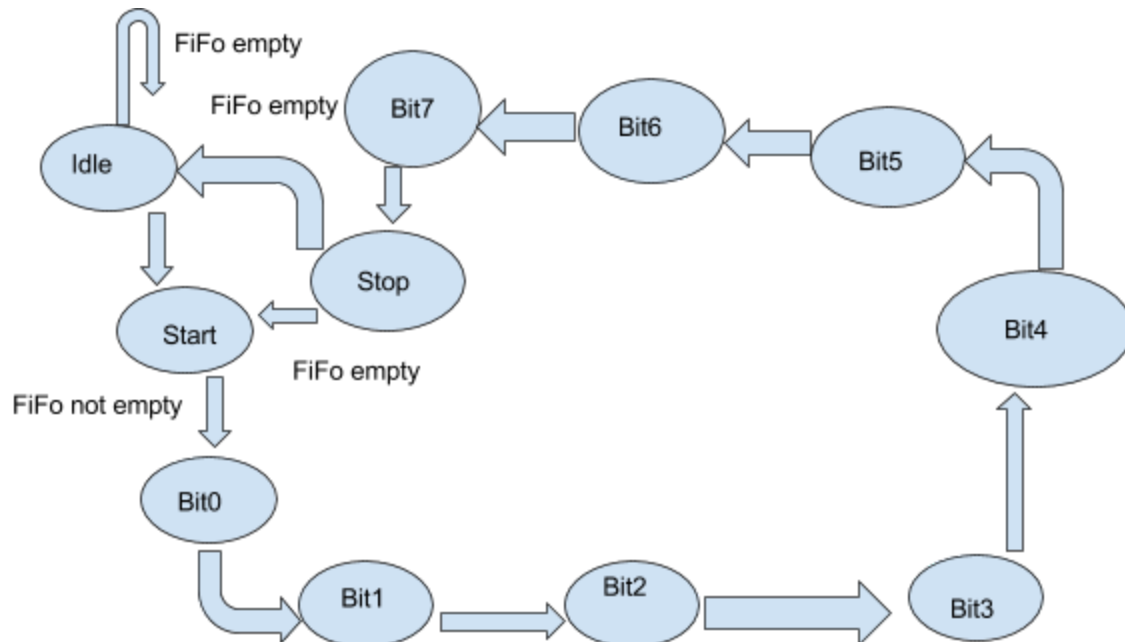 FiFo empty
FiFo empty
Bit7
Bit6
Idle
Bit5
Stop
Start
Bit4
FiFo empty
FiFo not empty
Bit0
Bit1
Bit2
Bit3